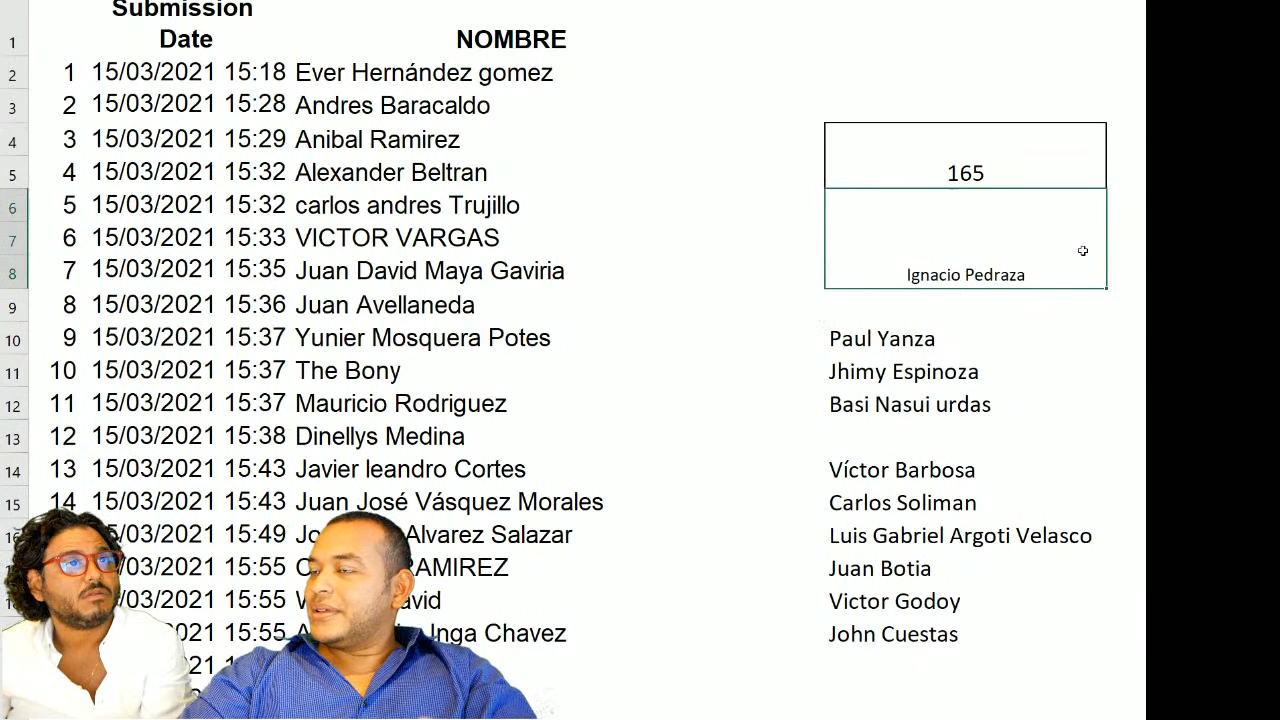 Submission
Date NOMBRE
1
2 1 15/03/2021 15:18 Ever Hernández gomez
3 2 15/03/2021 15:28 Andres Baracaldo
4 3 15/03/2021 15:29 Anibal Ramirez
5 4 15/03/2021 15:32 Alexander Beltran 165
6 5 15/03/2021 15:32 carlos andres Trujillo
7 6 15/03/2021 15:33 VICTOR VARGAS
8 7 15/03/2021 15:35 Juan David Maya Gaviria Ignacio Pedraza
9 8 15/03/2021 15:36 Juan Avellaneda
10 9 15/03/2021 15:37 Yunier Mosquera Potes Paul Yanza
11 10 15/03/2021 15:37 The Bony Jhimy Espinoza
12 11 15/03/2021 15:37 Mauricio Rodriguez Basi Nasui urdas
13 12 15/03/2021 15:38 Dinellys Medina
14 13 15/03/2021 15:43 Javier leandro Cortes Víctor Barbosa
15 14 15/03/2021 15:43 Juan José Vásquez Morales Carlos Soliman
15:49 Alvarez Salazar Luis Gabriel Argoti Velasco
/03/2021 15:55 RAMIREZ Juan Botia
/03/2021 15:55 Victor Godoy
15:55 Inga Chavez John Cuestas